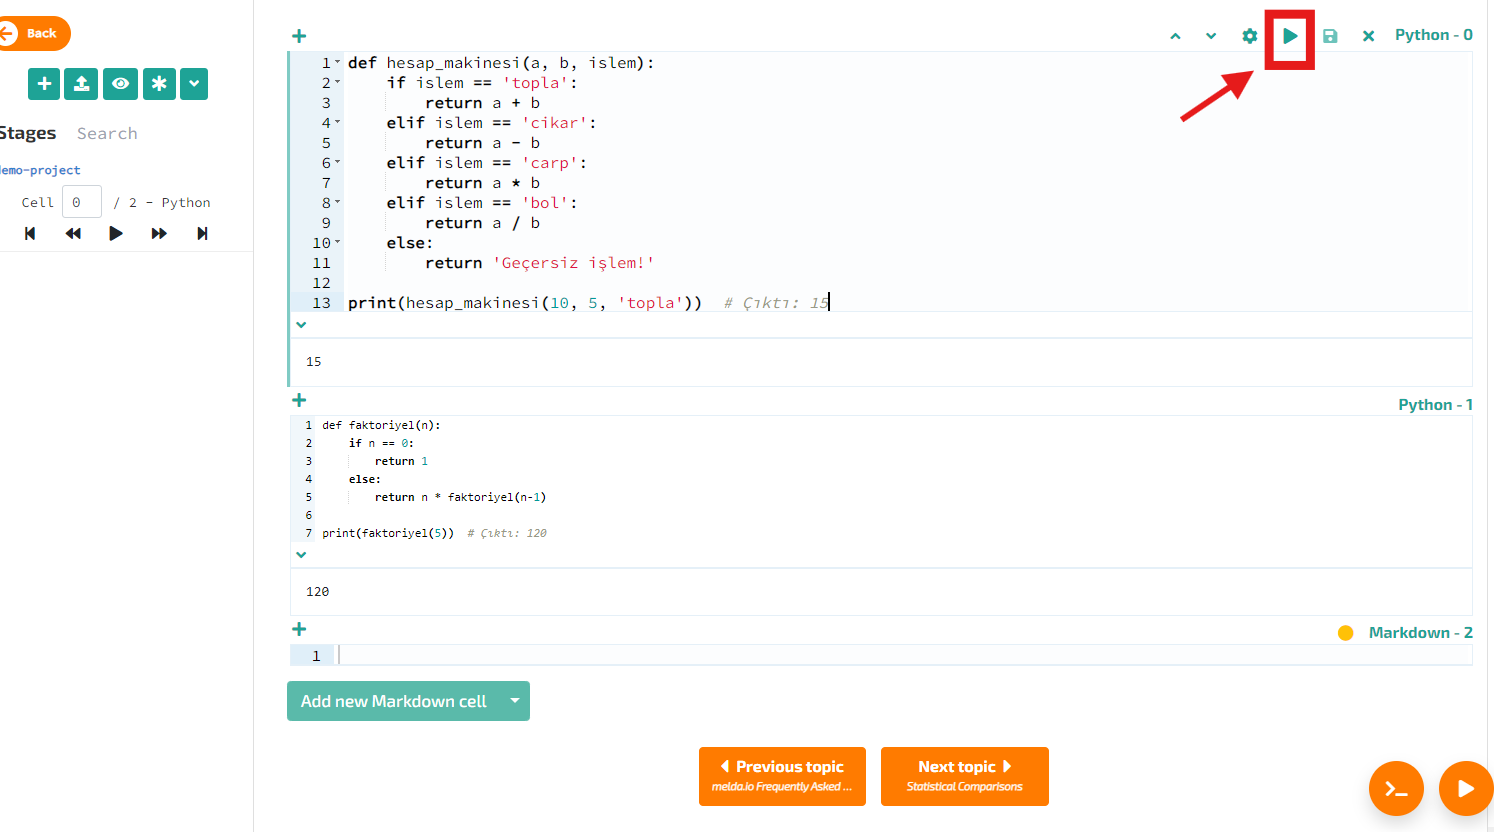 Back
Stages Search
demo-project
Cell 0 / 2 - Python
Python - 0
1 def hesap_makinesi(a, b, islem):
2 if islem == 'topla':
3 return a + b
4 elif islem == 'cikar':
5 return a - b
6 elif islem == 'carp':
7 return a * b
8 elif islem == 'bol':
9 return a / b
10 else:
11 return 'Geçersiz işlem!'
12
13 print(hesap_makinesi(10, 5, 'topla')) # Çıktı: 15
15
Python - 1
1 def faktoriyel(n):
2 if n == 0:
3 return 1
4 else:
5 return n * faktoriyel(n-1)
6
7 print(faktoriyel(5)) # Çıktı: 120
120
Markdown - 2
1
Add new Markdown cell
Previous topic
melda.io Frequently Asked ...
Next topic
Statistical Comparisons